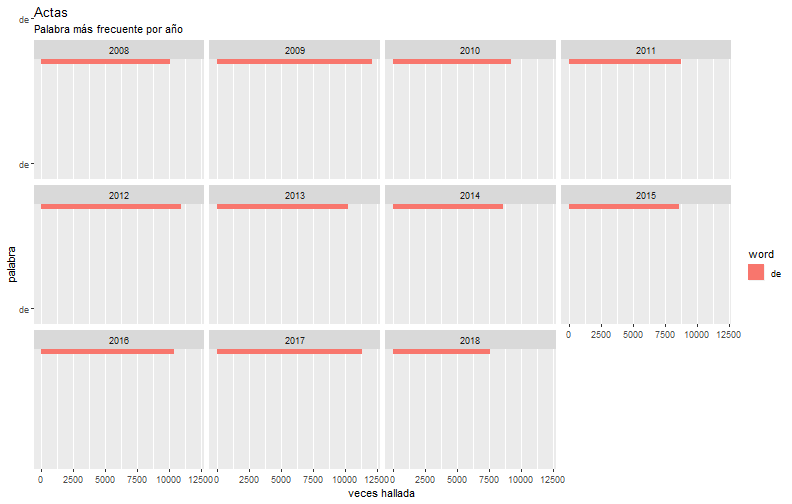 Actas
Palabra más frecuente por año
de
2008 2009 2010 2011
de
2012 2013 2014 2015
palabra
word
de
de
0 2500 5000 7500 10000 12500
2016 2017 2018
0 2500 5000 7500 10000 12500 0 2500 5000 7500 10000 12500 0 2500 5000 7500 10000 12500
veces hallada